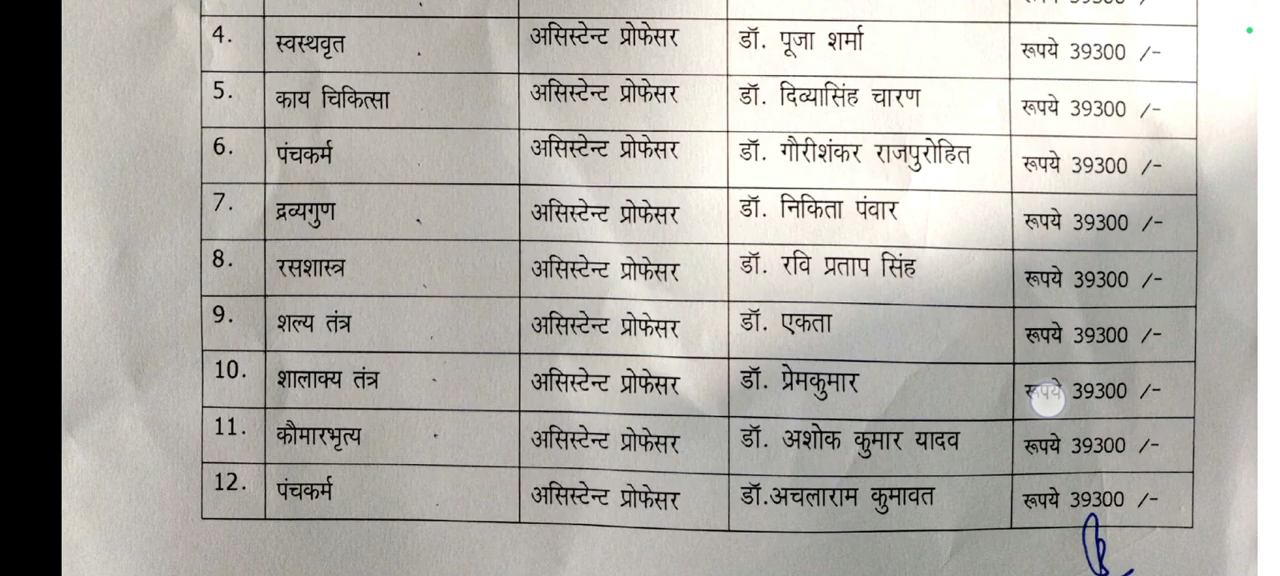 4. स्वस्थवृत असिस्टेन्ट प्रोफेसर डॉ. पूजा शर्मा रूपये 39300 /-
5. काय चिकित्सा असिस्टेन्ट प्रोफेसर डॉ. दिव्यासिंह चारण रूपये 39300 /-
6. पंचकर्म असिस्टेन्ट प्रोफेसर डॉ. गौरीशंकर राजपुरोहित रूपये 39300 /-
7. द्रव्यगुण असिस्टेन्ट प्रोफेसर डॉ. निकिता पंवार रूपये 39300 /-
8. रसशास्त्र असिस्टेन्ट प्रोफेसर डॉ. रवि प्रताप सिंह रूपये 39300 /-
9. शल्य तंत्र असिस्टेन्ट प्रोफेसर डॉ. एकता रूपये 39300 /-
10. शालाक्य तंत्र असिस्टेन्ट प्रोफेसर डॉ. प्रेमकुमार रूपये 39300 /-
11. कौमारभृत्य असिस्टेन्ट प्रोफेसर डॉ. अशोक कुमार यादव रूपये 39300 /-
12. पंचकर्म असिस्टेन्ट प्रोफेसर डॉ.अचलाराम कुमावत रूपये 39300 /-